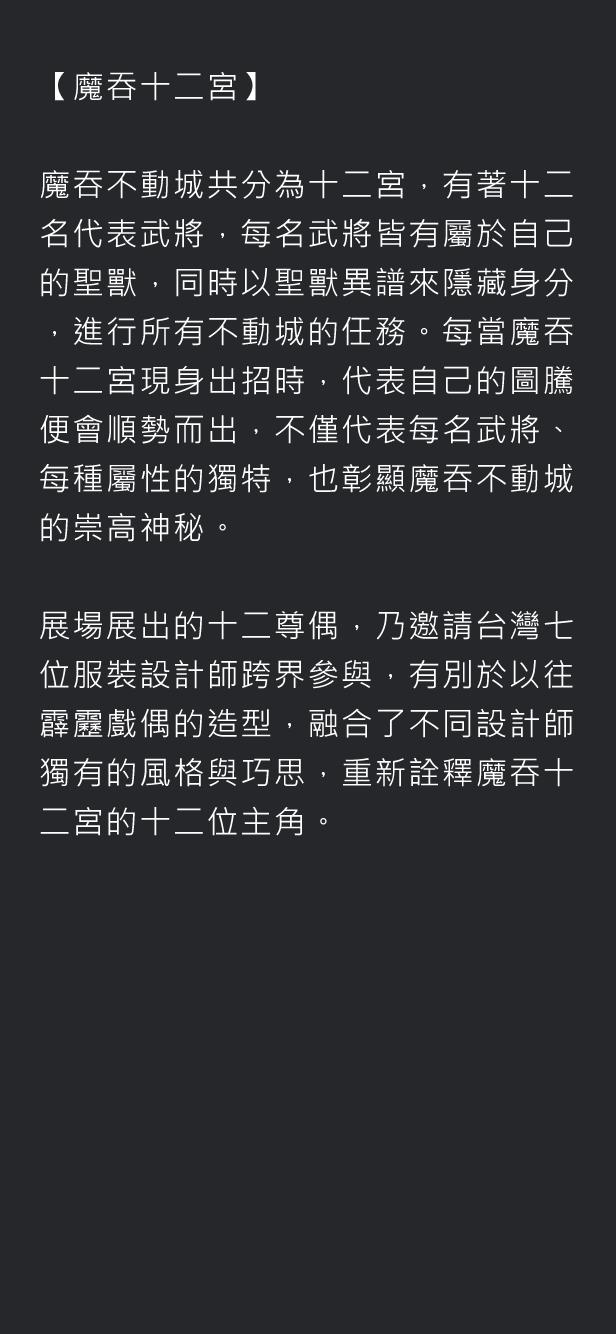 【魔吞十二宮】
魔吞不動城共分為十二宮，有著十二
名代表武將，每名武將皆有屬於自己
的聖獸，同時以聖獸異譜來隱藏身分
，進行所有不動城的任務。每當魔吞
十二宮現身出招時，代表自己的圖騰
便會順勢而出，不僅代表每名武將、
每種屬性的獨特，也彰顯魔吞不動城
的崇高神秘。
展場展出的十二尊偶，乃邀請台灣七
位服裝設計師跨界參與，有別於以往
霹靂戲偶的造型，融合了不同設計師
獨有的風格與巧思，重新詮釋魔吞十
二宮的十二位主角。